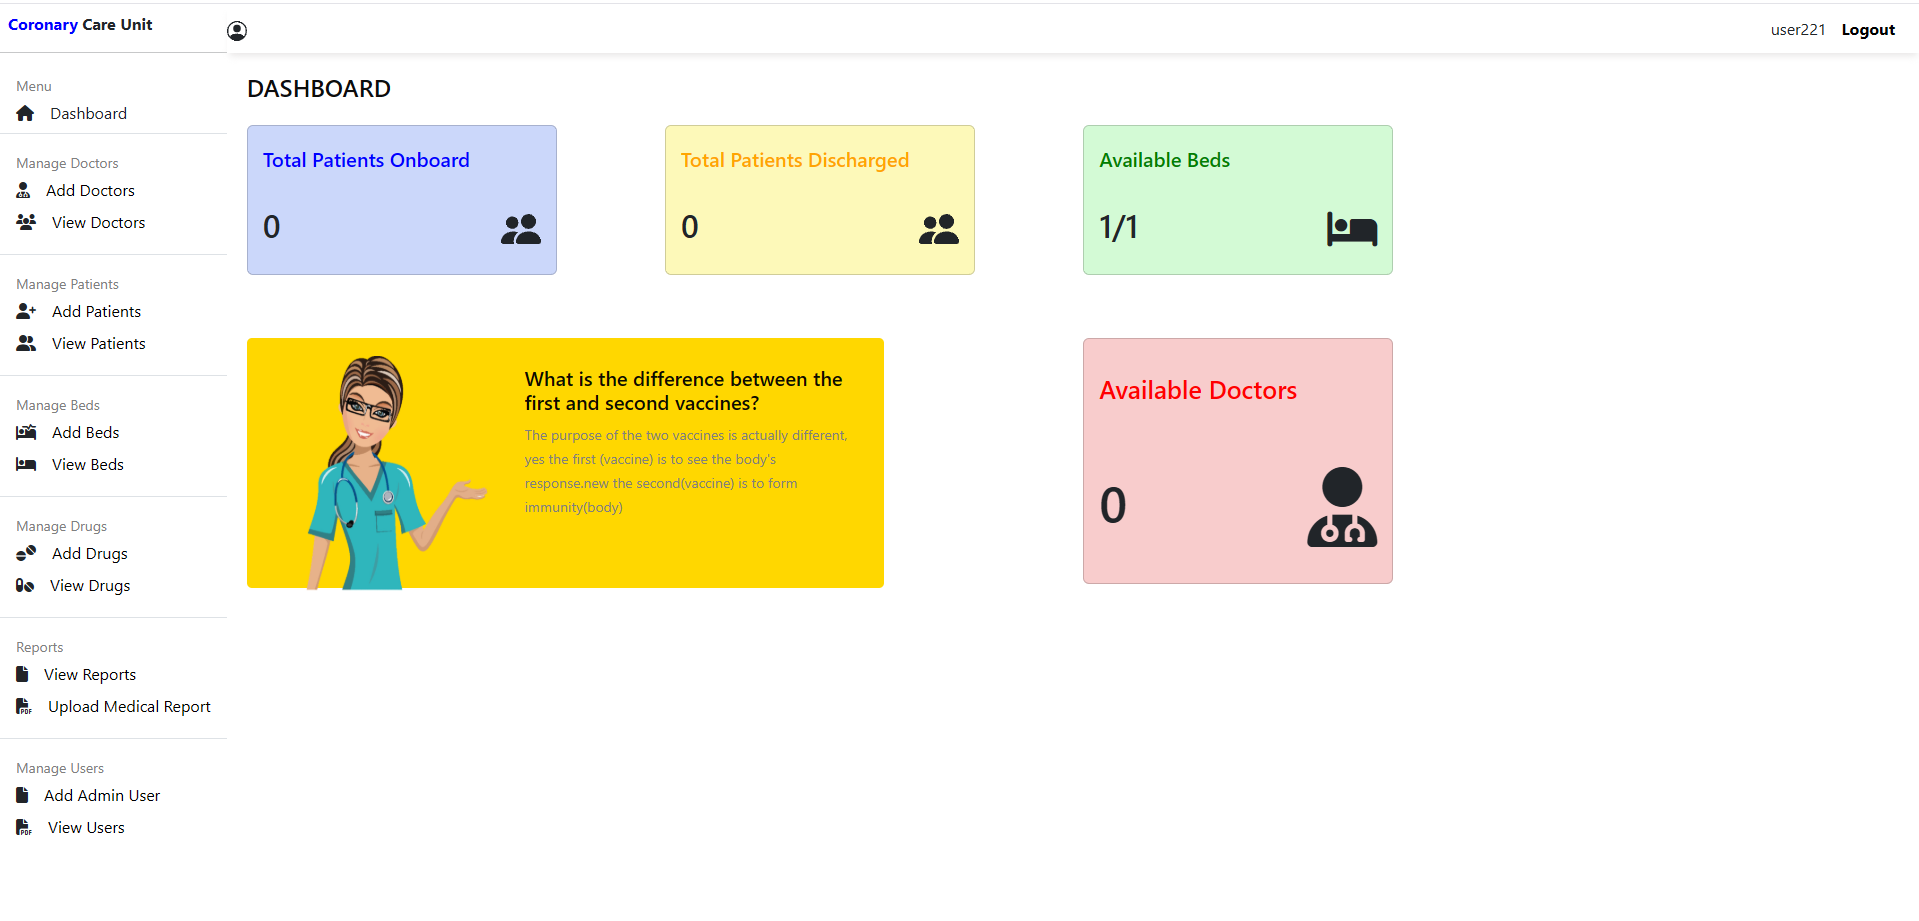 Coronary Care Unit
user221 Logout
Menu
Dashboard
Manage Doctors
Add Doctors
View Doctors
Manage Patients
Add Patients
View Patients
Manage Beds
Add Beds
View Beds
Manage Drugs
Add Drugs
View Drugs
Reports
View Reports
PDF Upload Medical Report
Manage Users
Add Admin User
PDF View Users
DASHBOARD
Total Patients Onboard
0
Total Patients Discharged
0
Available Beds
1/1
What is the difference between the
first and second vaccines?
The purpose of the two vaccines is actually different,
yes the first (vaccine) is to see the body's
response.new the second(vaccine) is to form
immunity(body)
Available Doctors
0